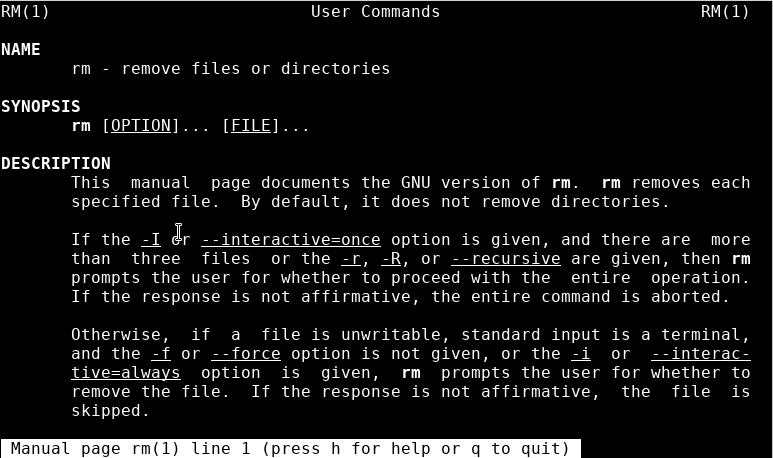 RM(1) User Commands RM(1)
NAME
rm - remove files or directories
SYNOPSIS
rm [OPTION]... [FILE]...
DESCRIPTION
This manual page documents the GNU version of rm. rm removes each
specified file. By default, it does not remove directories.
If the -I or --interactive=once option is given, and there are more
than three files or the -r, -R, or --recursive are given, then rm
prompts the user for whether to proceed with the entire operation.
If the response is not affirmative, the entire command is aborted.
Otherwise, if a file is unwritable, standard input is a terminal,
and the -f or --force option is not given, or the -i or --interac-
tive=always option is given, rm prompts the user for whether to
remove the file. If the response is not affirmative, the file is
skipped.
Manual page rm(1) line 1 (press h for help or q to quit)